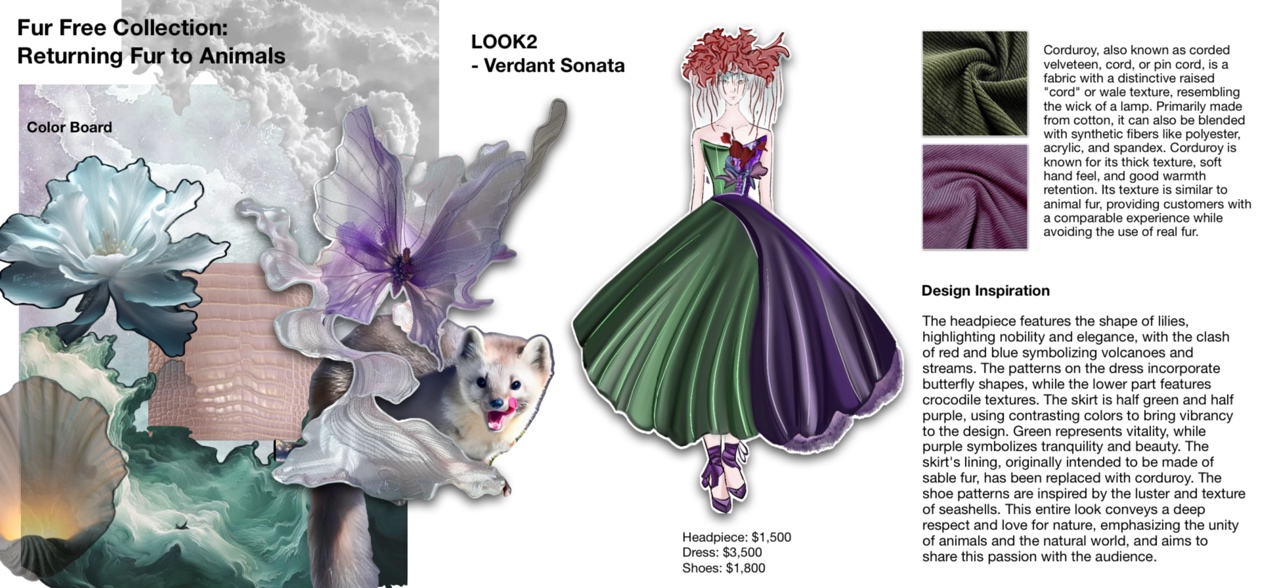 Fur Free Collection:
Returning Fur to Animals
Color Board
LOOK2
- Verdant Sonata
Headpiece: $1,500
Dress: $3,500
Shoes: $1,800
Corduroy, also known as corded
velveteen, cord, or pin cord, is a
fabric with a distinctive raised
"cord" or wale texture, resembling
the wick of a lamp. Primarily made
from cotton, it can also be blended
with synthetic fibers like polyester,
acrylic, and spandex. Corduroy is
known for its thick texture, soft
hand feel, and good warmth
retention. Its texture is similar to
animal fur, providing customers with
a comparable experience while
avoiding the use of real fur.
Design Inspiration
The headpiece features the shape of lilies,
highlighting nobility and elegance, with the clash
of red and blue symbolizing volcanoes and
streams. The patterns on the dress incorporate
butterfly shapes, while the lower part features
crocodile textures. The skirt is half green and half
purple, using contrasting colors to bring vibrancy
to the design. Green represents vitality, while
purple symbolizes tranquility and beauty. The
skirt's lining, originally intended to be made of
sable fur, has been replaced with corduroy. The
shoe patterns are inspired by the luster and texture
of seashells. This entire look conveys a deep
respect and love for nature, emphasizing the unity
of animals and the natural world, and aims to
share this passion with the audience.